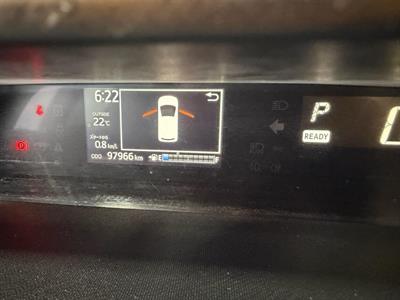 6:22
OUTSIDE
22℃
0.8 km/L
ODO 97966 km
E F
P
READY